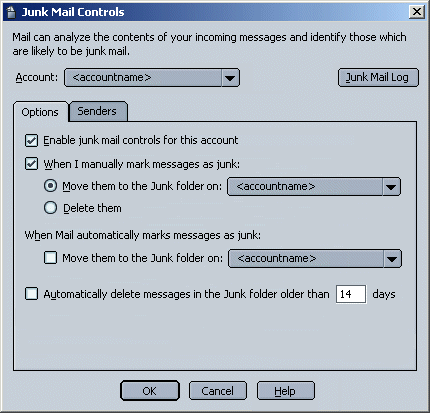 Junk Mail Controls
Mail can analyze the contents of your incoming messages and identify those which
are likely to be junk mail.
Account: <accountname> Junk Mail Log
Options Senders
Enable junk mail controls for this account
When I manually mark messages as junk:
Move them to the Junk folder on: <accountname>
Delete them
When Mail automatically marks messages as junk:
Move them to the Junk folder on: <accountname>
Automatically delete messages in the Junk folder older than 14 days
OK Cancel Help